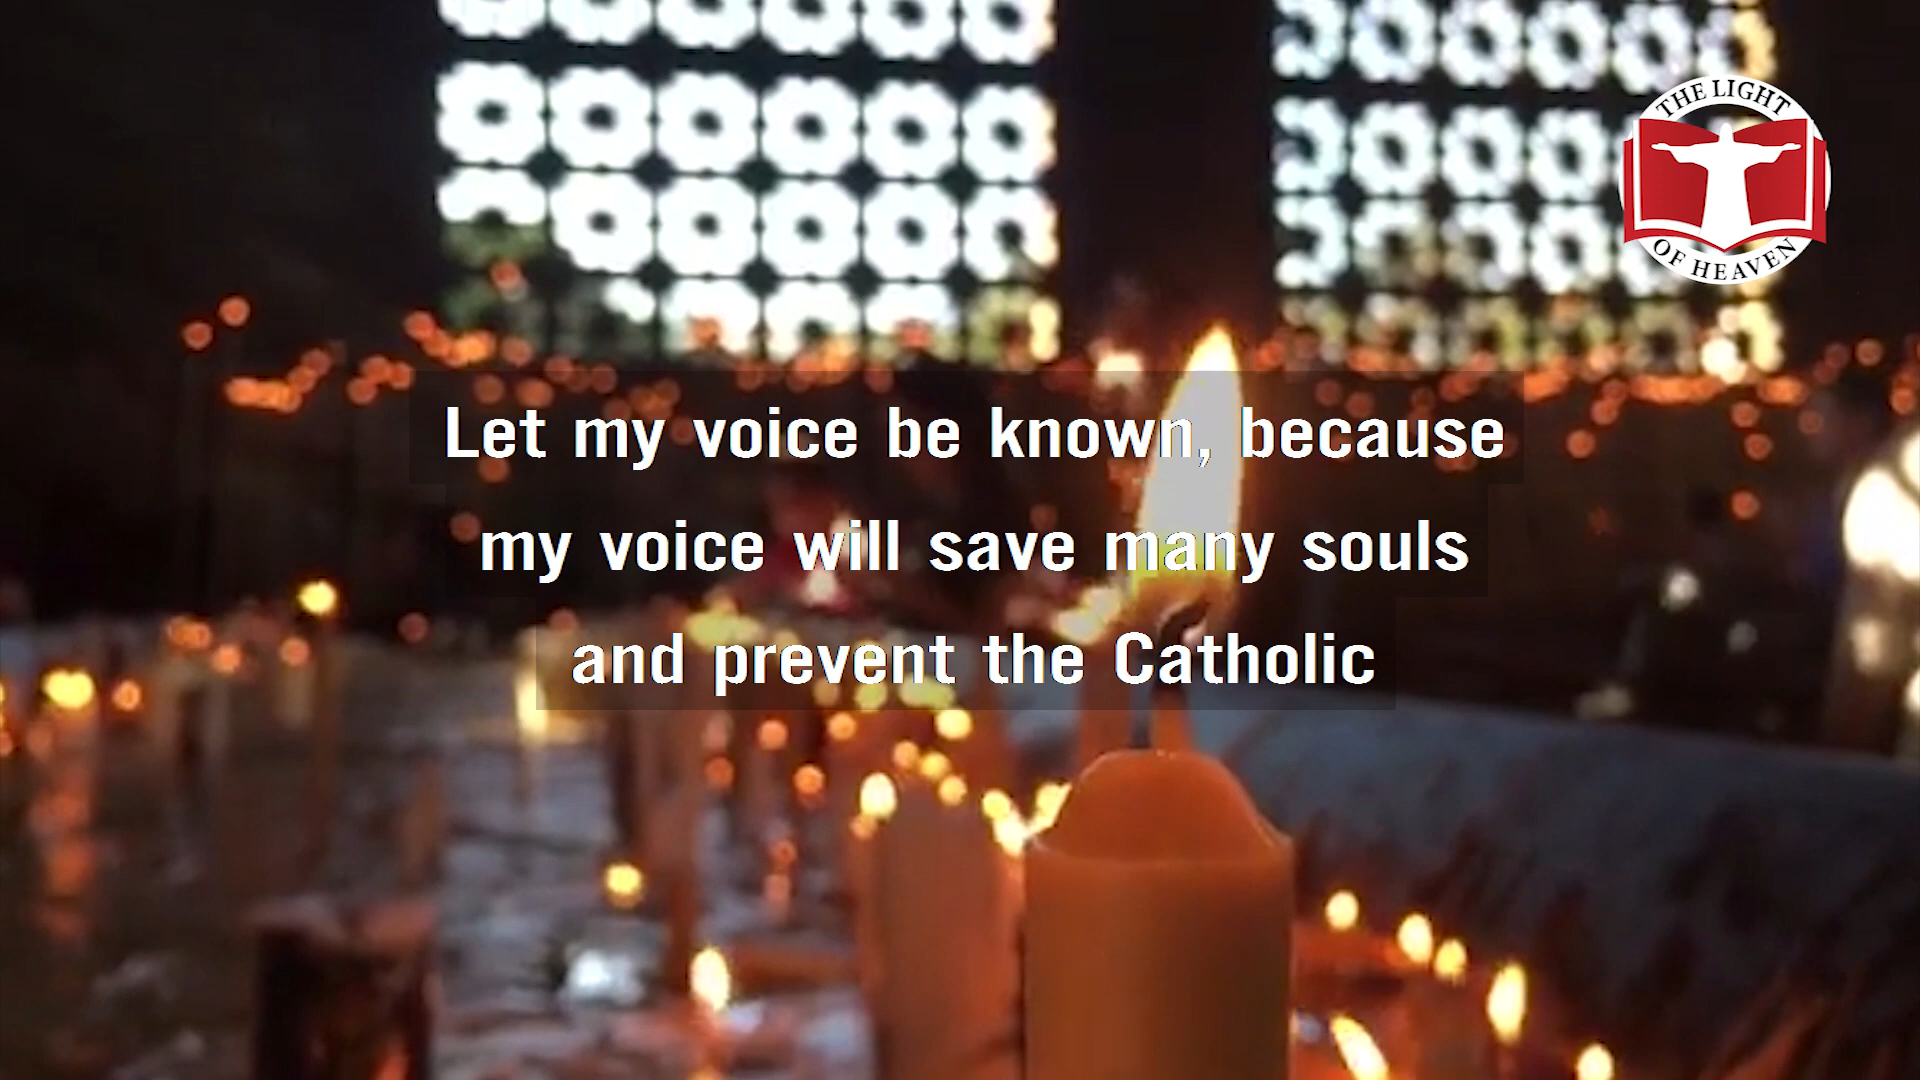 THE LIGHT
OF HEAVEN
Let my voice be known, because
my voice will save many souls
and prevent the Catholic